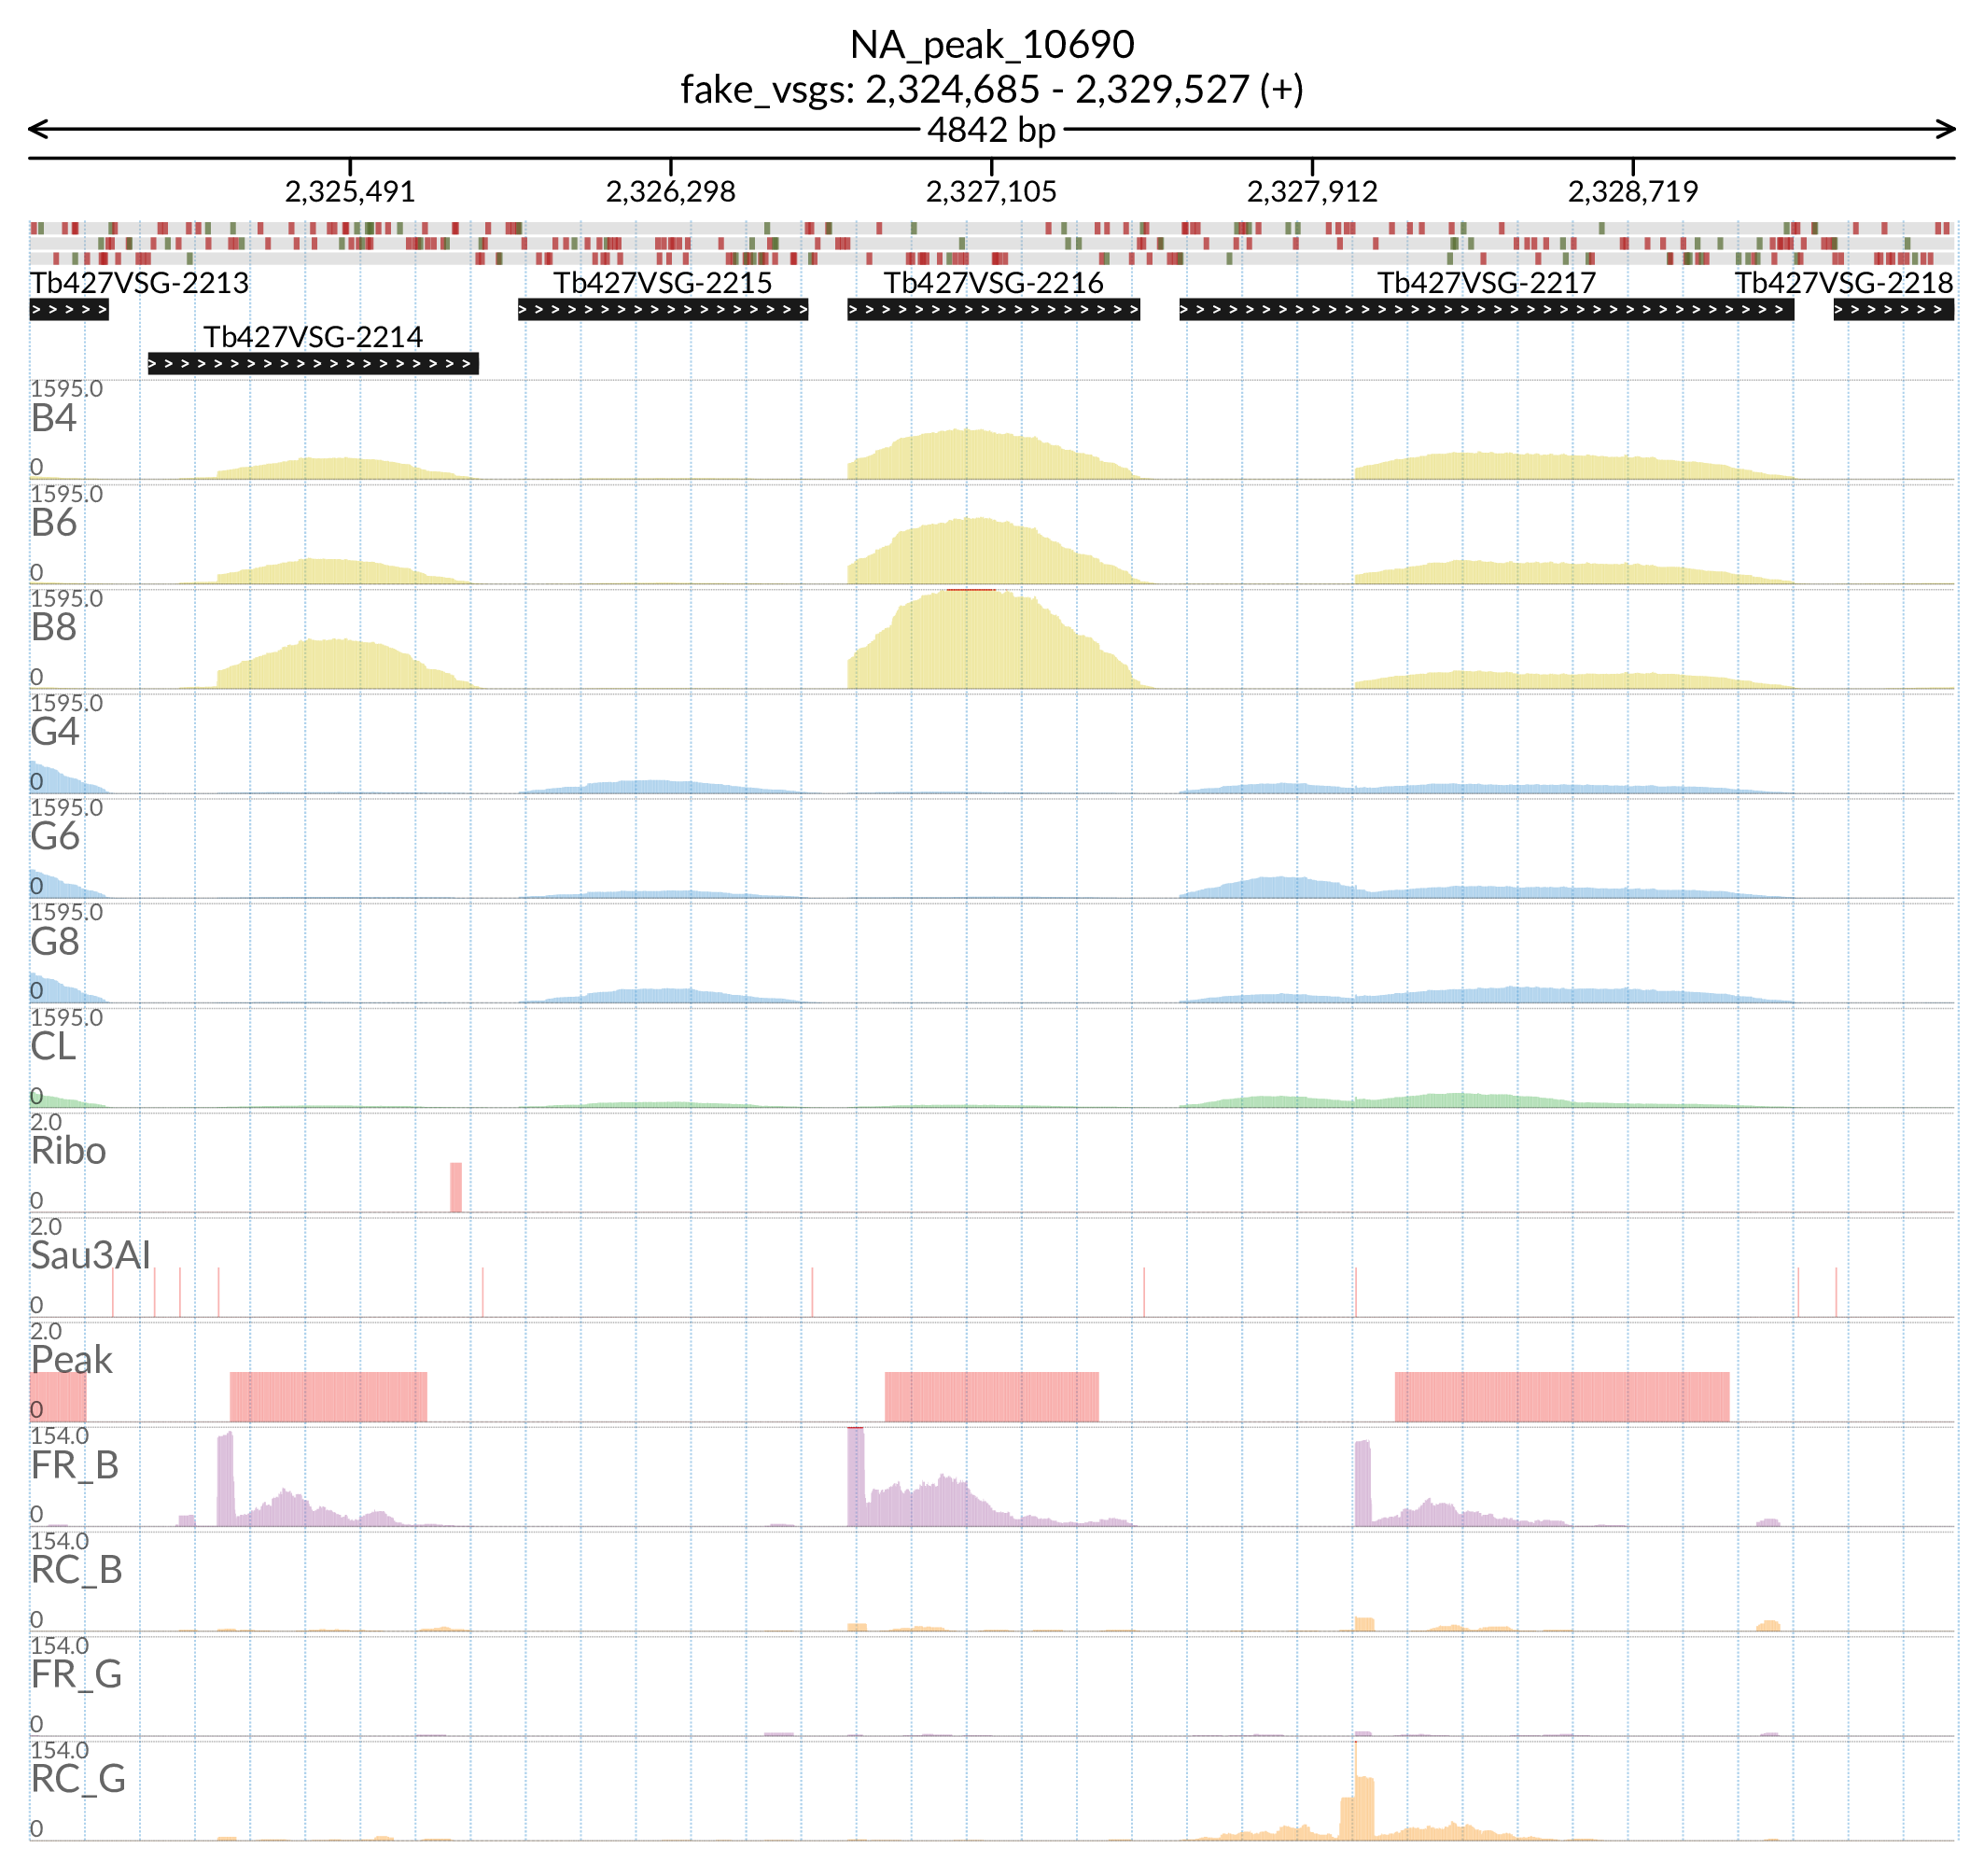 NA_peak_10690
fake_vsgs: 2,324,685 - 2,329,527 (+)
4842 bp
2,325,491 2,326,298 2,327,105 2,327,912 2,328,719
Tb427VSG-2213 Tb427VSG-2215 Tb427VSG-2216 Tb427VSG-2217 Tb427VSG-2218
Tb427VSG-2214
1595.0
B4
0
1595.0
B6
0
1595.0
B8
0
1595.0
G4
0
1595.0
G6
0
1595.0
G8
0
1595.0
CL
0
2.0
Ribo
0
2.0
Sau3AI
0
2.0
Peak
0
154.0
FR_B
0
154.0
RC_B
0
154.0
FR_G
0
154.0
RC_G
0